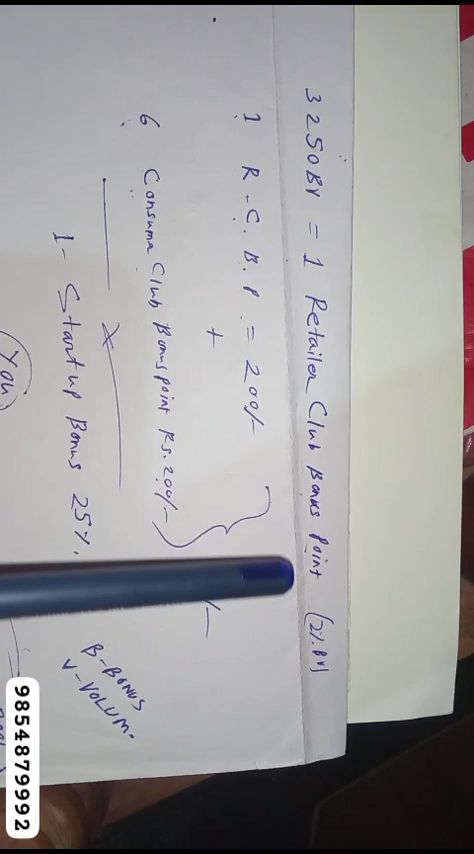 3250BV = 1 Retailer Club Bonus Point (2%.BV)
1 R-C.B.P = 200/-
+
6 Consumer Club Bonus point Rs.200/-
x
1- Startup Bonus 25%.
B-BONUS
V-VOLUM.
You
9854879992